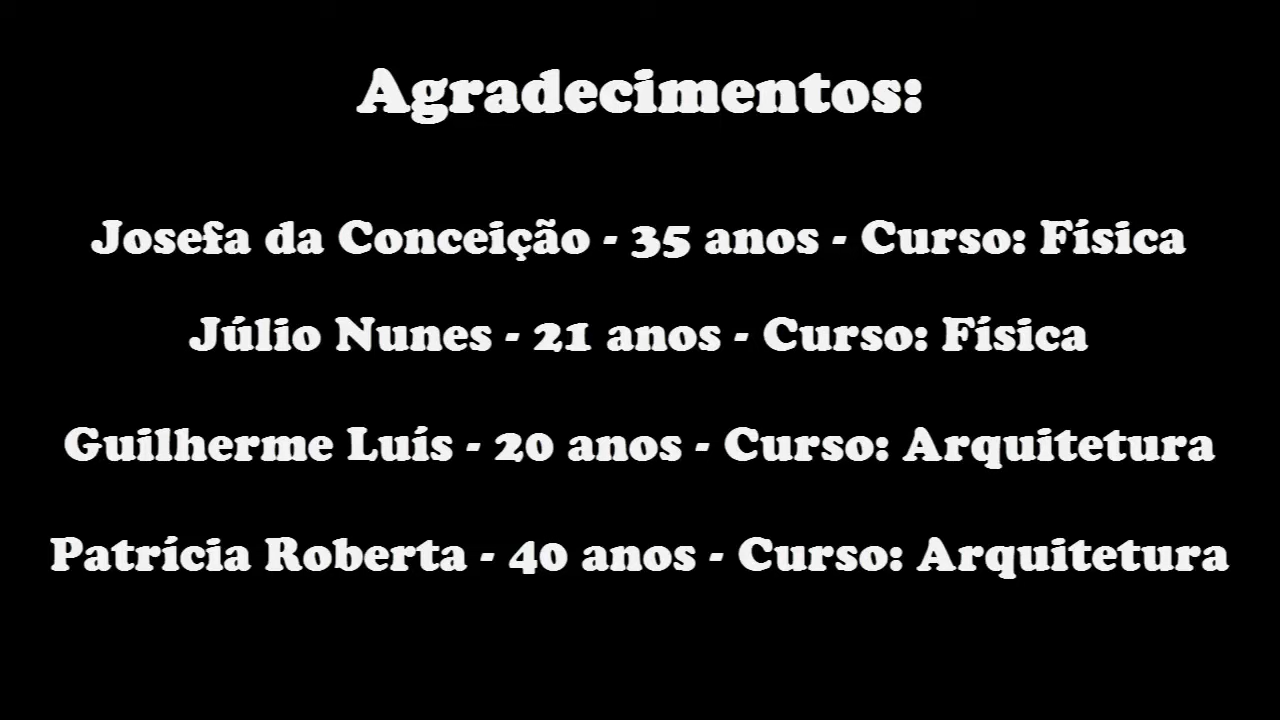 Agradecimentos:
Josefa da Conceição - 35 anos - Curso: Física
Júlio Nunes - 21 anos - Curso: Física
Guilherme Luís - 20 anos - Curso: Arquitetura
Patrícia Roberta - 40 anos - Curso: Arquitetura